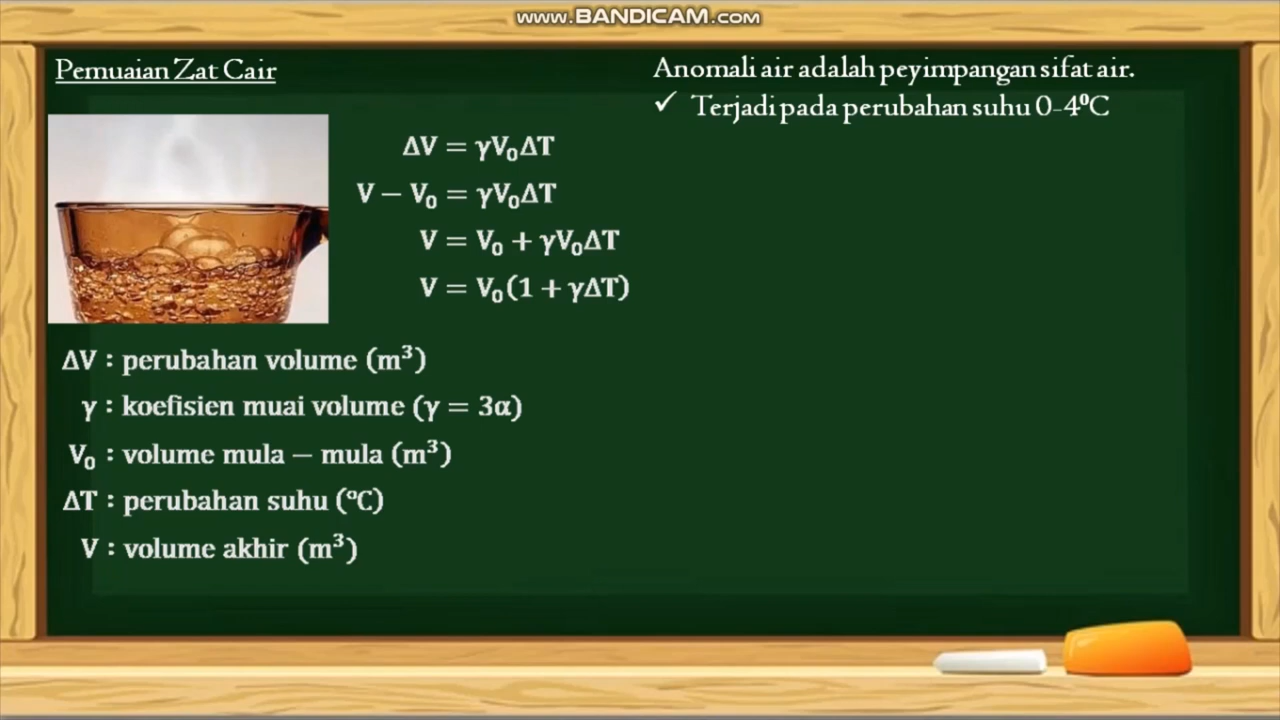 www.BANDICAM.com
Pemuaian Zat Cair
ΔV = γV₀ΔT
V − V₀ = γV₀ΔT
V = V₀ + γV₀ΔT
V = V₀(1 + γΔT)
ΔV : perubahan volume (m³)
γ : koefisien muai volume (γ = 3α)
V₀ : volume mula − mula (m³)
ΔT : perubahan suhu (°C)
V : volume akhir (m³)
Anomali air adalah peyimpangan sifat air.
✓ Terjadi pada perubahan suhu 0-4⁰C